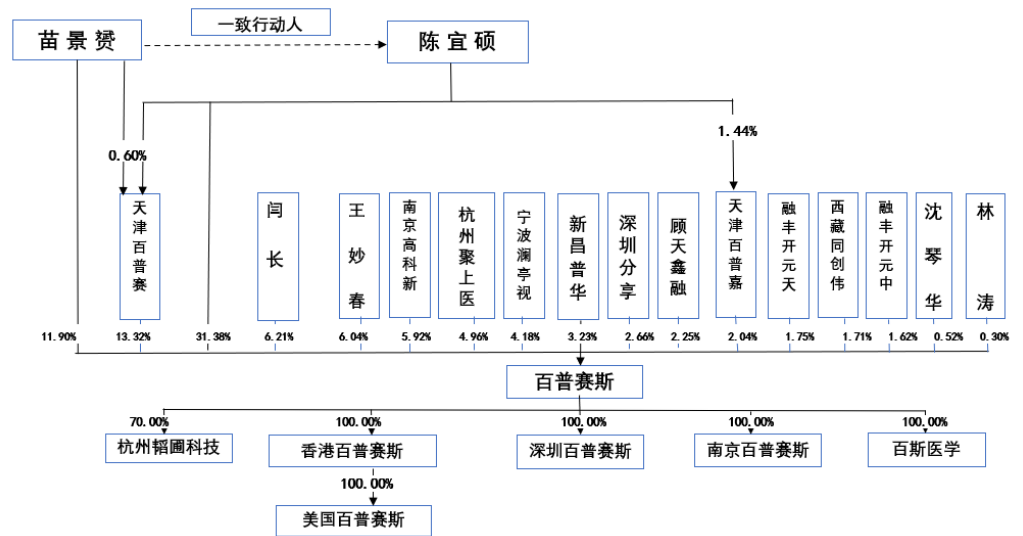 一致行动人
苗景赟
陈宜硕
1.44%
0.60%
天津百普赛
闫长
王妙春
南京高科新
杭州聚上医
宁波澜亭视
新昌普华
深圳分享
顾天鑫融
天津百普嘉
融丰开元天
西藏同创伟
融丰开元中
沈琴华
林涛
11.90%
13.32%
31.38%
6.21%
6.04%
5.92%
4.96%
4.18%
3.23%
2.66%
2.25%
2.04%
1.75%
1.71%
1.62%
0.52%
0.30%
百普赛斯
70.00%
100.00%
100.00%
100.00%
100.00%
杭州韬圃科技
香港百普赛斯
深圳百普赛斯
南京百普赛斯
百斯医学
100.00%
美国百普赛斯